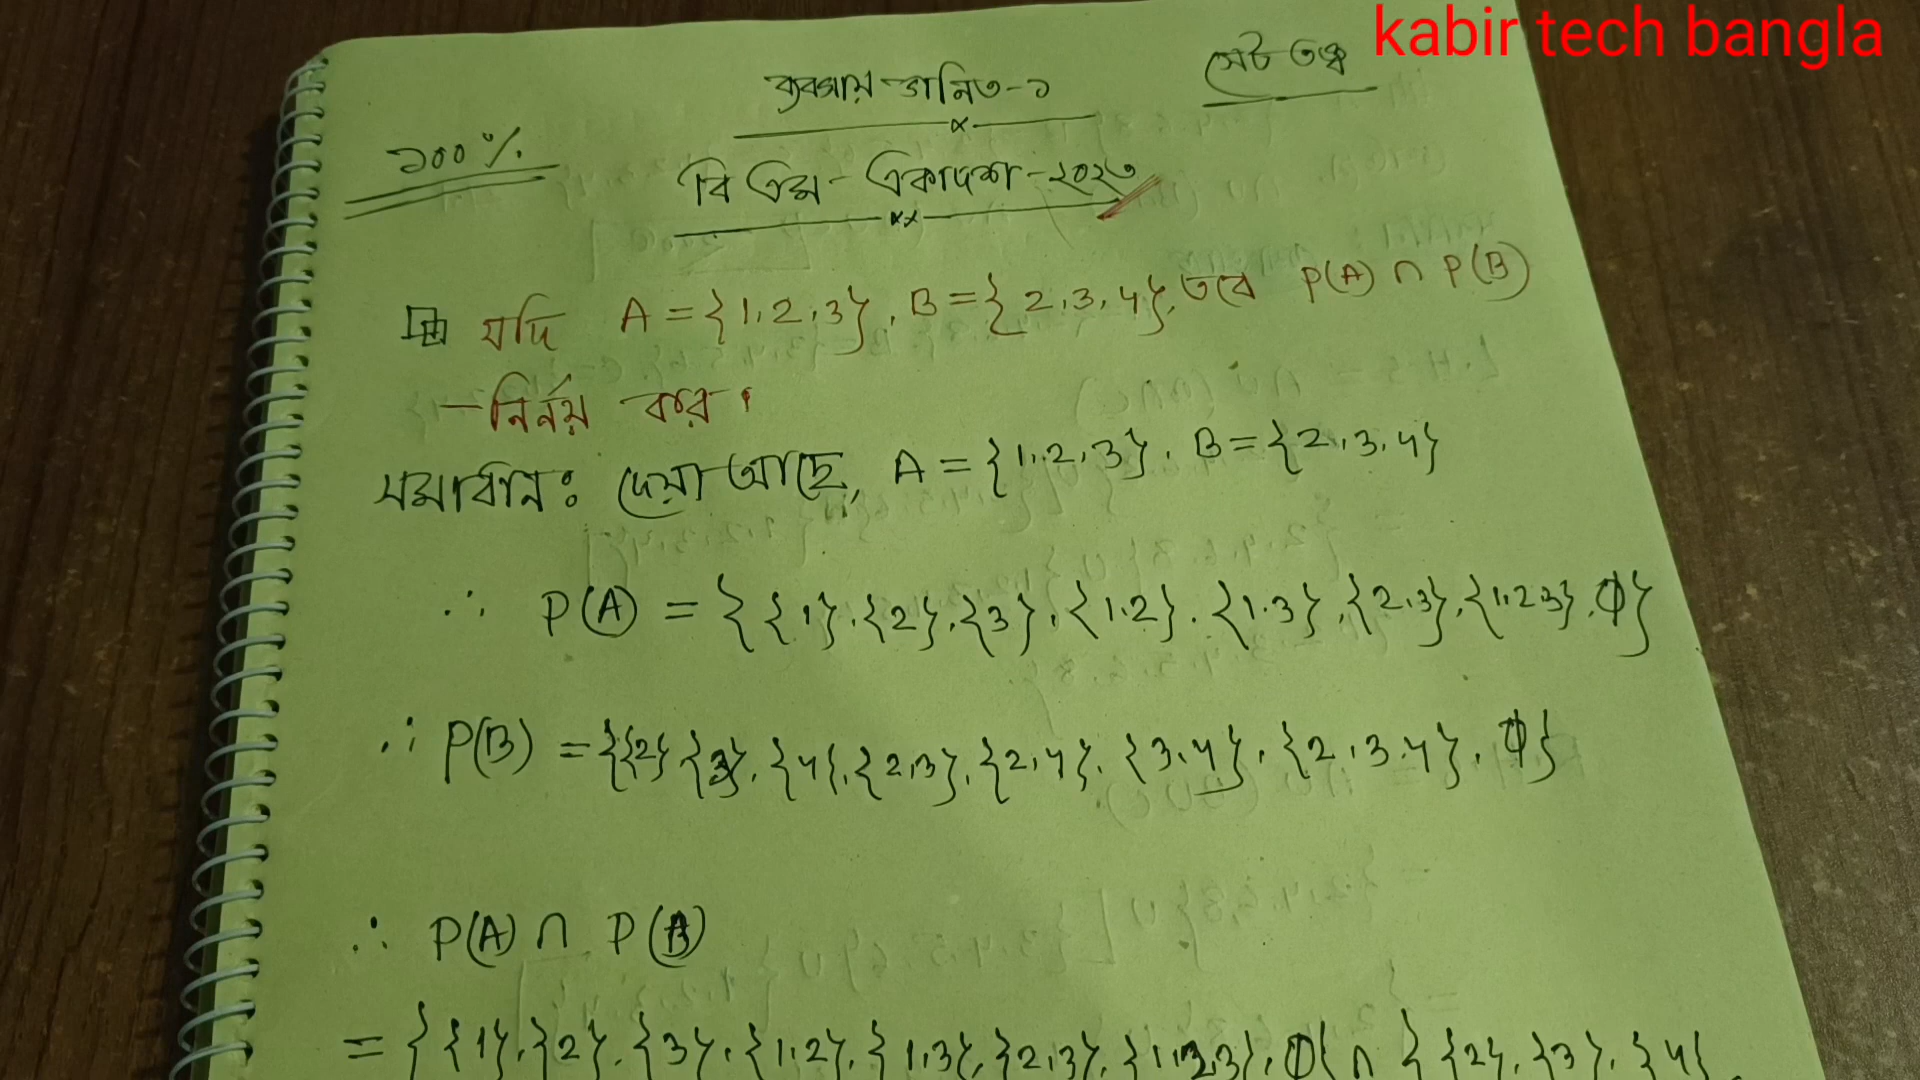 kabir tech bangla
সেট তত্ত্ব
ব্যবসায় গনিত-১
১০০%
বি এম - একাদশ - ২০২৩
যদি A = {1,2,3}, B = {2,3,4}, তবে P(A) ∩ P(B)
নির্নয় কর।
সমাধান: দেয়া আছে, A = {1,2,3}, B = {2,3,4}
∴ P(A) = {{1},{2},{3},{1,2},{1,3},{2,3},{1,2,3},Φ}
∴ P(B) = {{2},{3},{4},{2,3},{2,4},{3,4},{2,3,4},Φ}
∴ P(A) ∩ P(B)
= {{1},{2},{3},{1,2},{1,3},{2,3},{1,2,3},Φ} ∩ {{2},{3},{4},